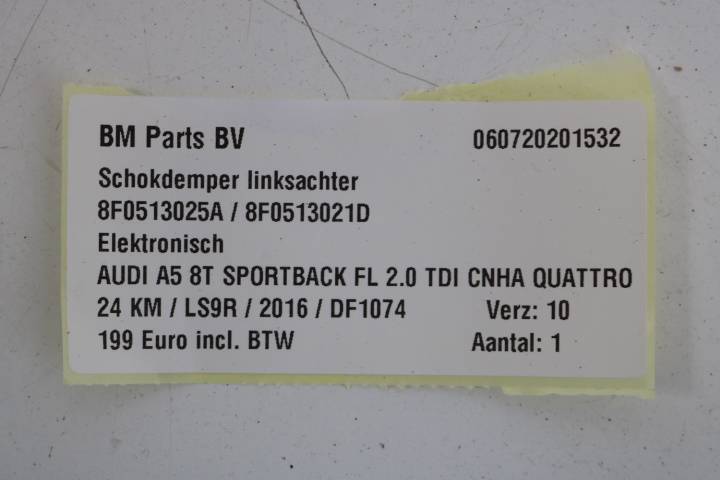 BM Parts BV 060720201532
Schokdemper linksachter
8F0513025A / 8F0513021D
Elektronisch
AUDI A5 8T SPORTBACK FL 2.0 TDI CNHA QUATTRO
24 KM / LS9R / 2016 / DF1074 Verz: 10
199 Euro incl. BTW Aantal: 1